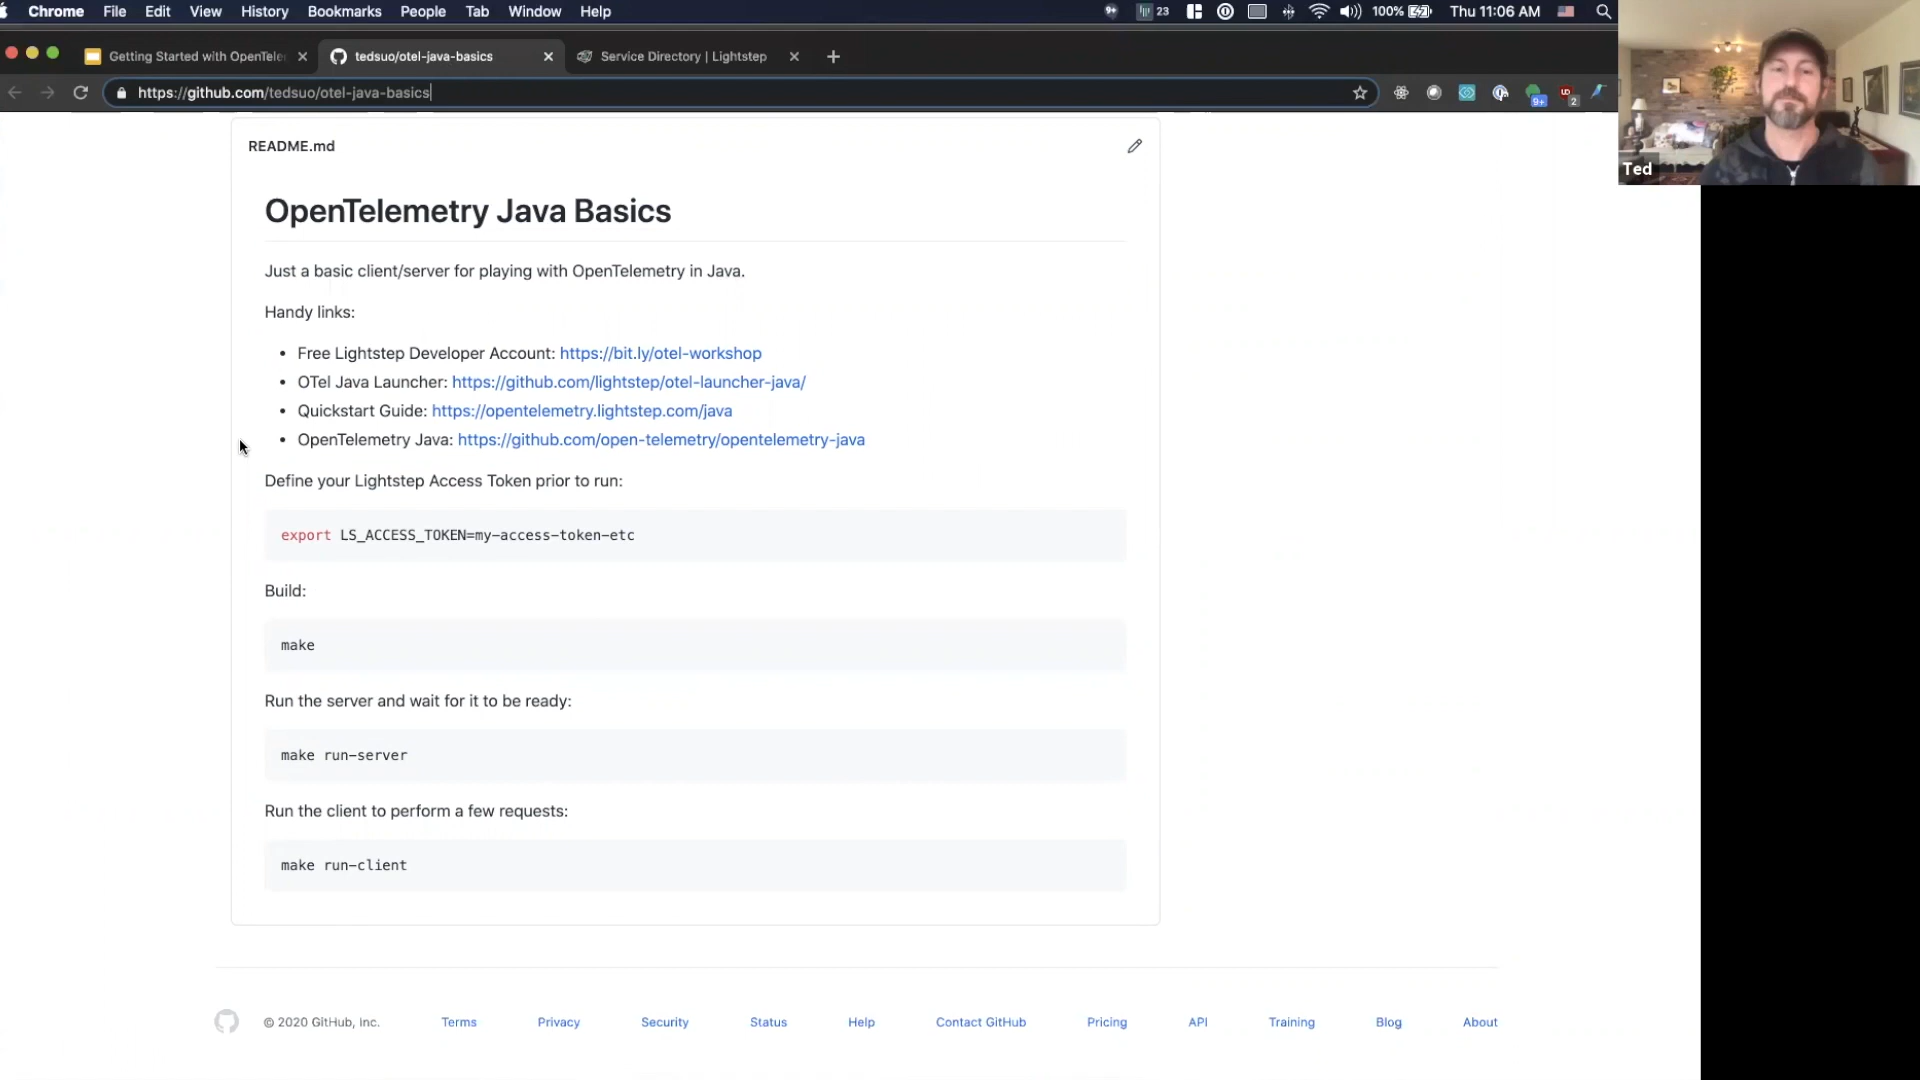 Chrome File Edit View History Bookmarks People Tab Window Help 23 100% Thu 11:06 AM
Getting Started with OpenTele tedsuo/otel-java-basics Service Directory | Lightstep
https://github.com/tedsuo/otel-java-basics 9+ 2
Ted
README.md
OpenTelemetry Java Basics
Just a basic client/server for playing with OpenTelemetry in Java.
Handy links:
• Free Lightstep Developer Account: https://bit.ly/otel-workshop
• OTel Java Launcher: https://github.com/lightstep/otel-launcher-java/
• Quickstart Guide: https://opentelemetry.lightstep.com/java
• OpenTelemetry Java: https://github.com/open-telemetry/opentelemetry-java
Define your Lightstep Access Token prior to run:
export LS_ACCESS_TOKEN=my-access-token-etc
Build:
make
Run the server and wait for it to be ready:
make run-server
Run the client to perform a few requests:
make run-client
© 2020 GitHub, Inc. Terms Privacy Security Status Help Contact GitHub Pricing API Training Blog About